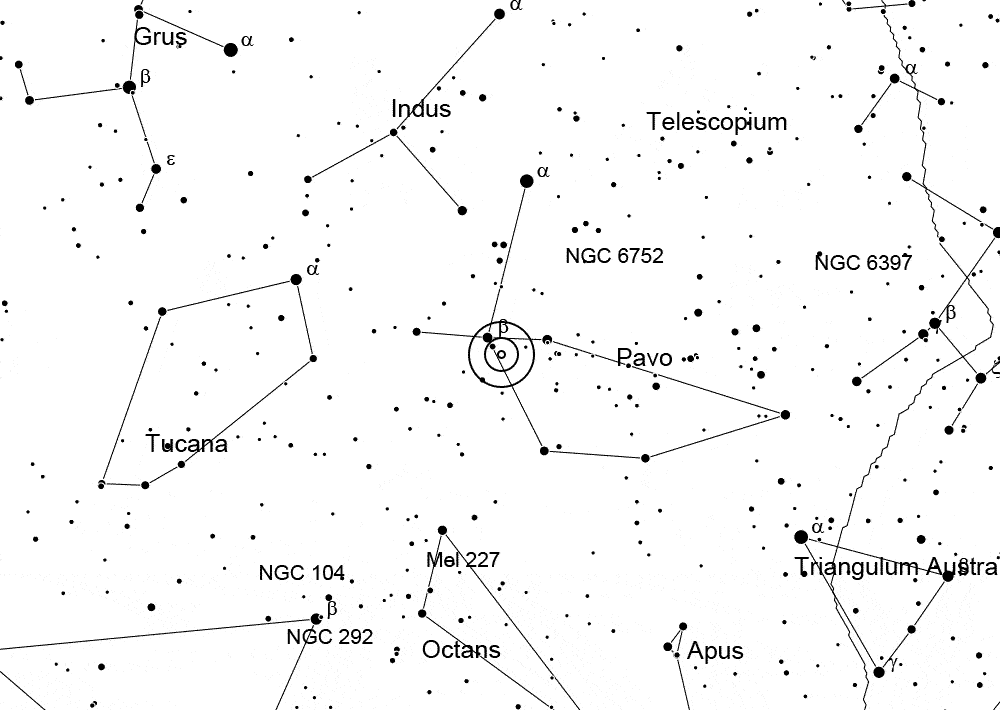 α
Grus
α
α
β
Indus
Telescopium
ε
α
NGC 6752
NGC 6397
α
β
β
Pavo
ζ
Tucana
α
Mel 227
Triangulum Austra
β
NGC 104
β
NGC 292
Octans
Apus
γ